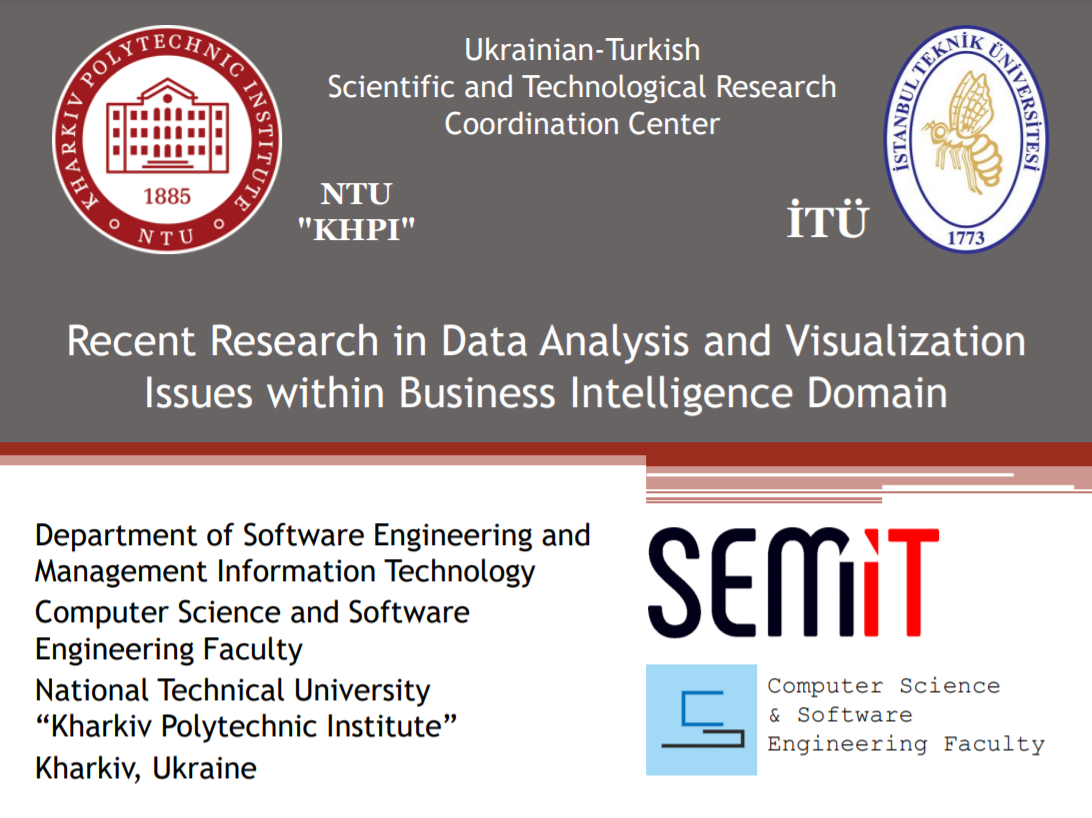 KHARKIV POLYTECHNIC INSTITUTE
1885
NTU
Ukrainian-Turkish
Scientific and Technological Research
Coordination Center
NTU
"KHPI"
İTÜ
İSTANBUL TEKNİK ÜNİVERSİTESİ
1773
Recent Research in Data Analysis and Visualization
Issues within Business Intelligence Domain
Department of Software Engineering and
Management Information Technology
Computer Science and Software
Engineering Faculty
National Technical University
“Kharkiv Polytechnic Institute”
Kharkiv, Ukraine
SEMiT
Computer Science
& Software
Engineering Faculty